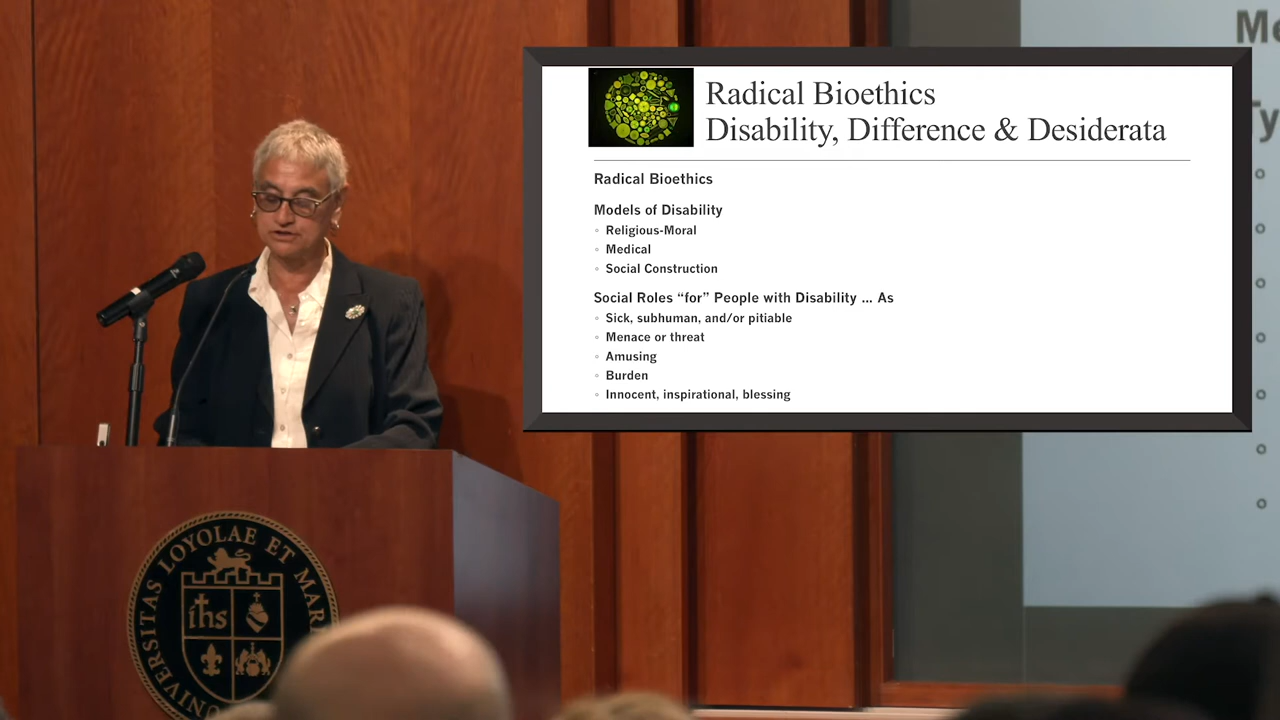 Radical Bioethics
Disability, Difference & Desiderata
Radical Bioethics
Models of Disability
Religious-Moral
Medical
Social Construction
Social Roles “for” People with Disability ... As
Sick, subhuman, and/or pitiable
Menace or threat
Amusing
Burden
Innocent, inspirational, blessing
UNIVERSITAS LOYOLAE ET MAR
ihs